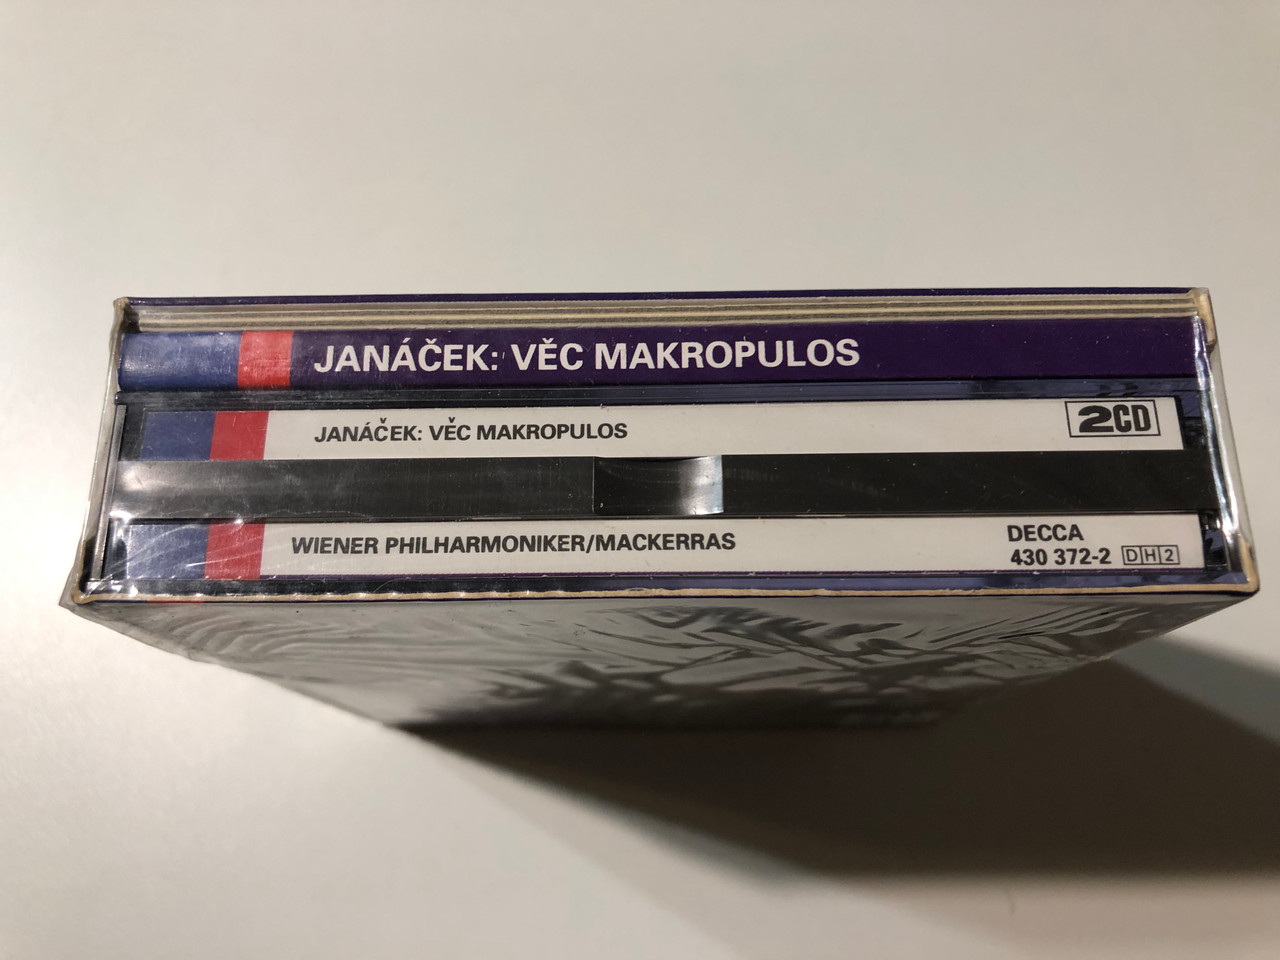 JANÁČEK: VĚC MAKROPULOS
JANÁČEK: VĚC MAKROPULOS
2CD
WIENER PHILHARMONIKER/MACKERRAS
DECCA
430 372-2 DH2